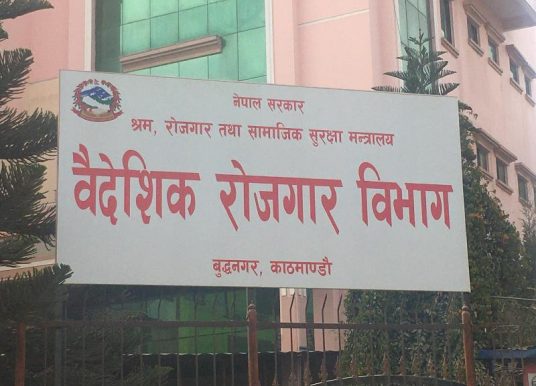 नेपाल सरकार
श्रम, रोजगार तथा सामाजिक सुरक्षा मन्त्रालय
वैदेशिक रोजगार विभाग
बुद्धनगर, काठमाण्डौ